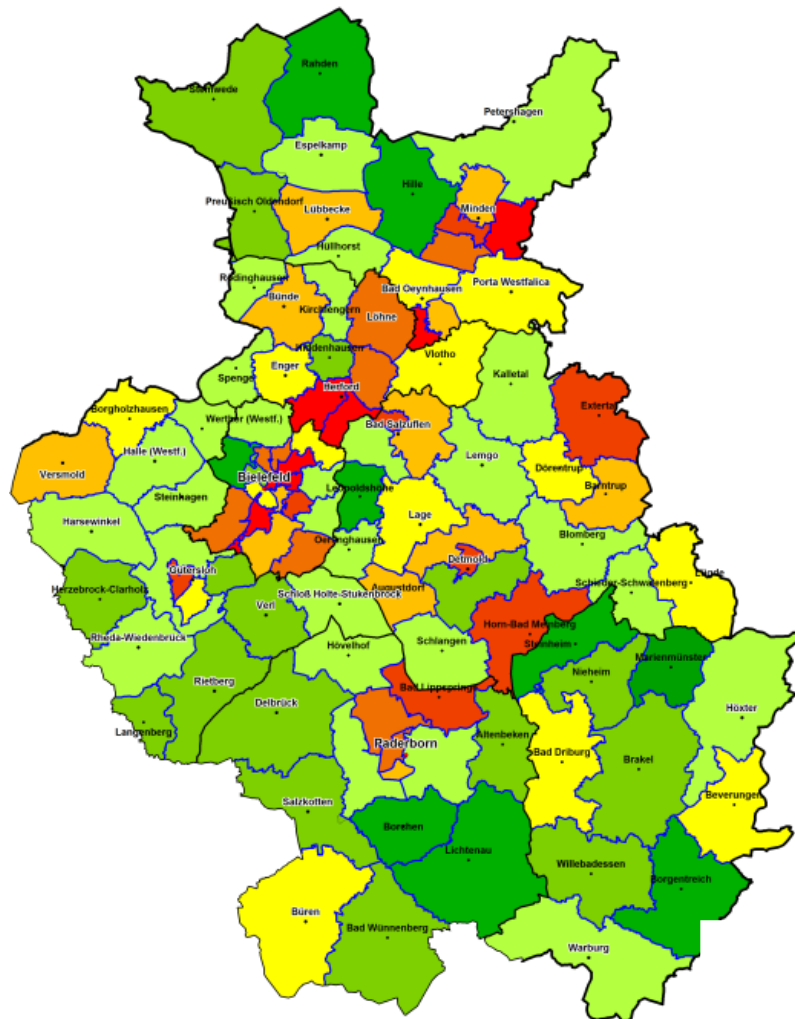 Rahden
Stemwede
Petershagen
Espelkamp
Hille
Preußisch Oldendorf
Lübbecke
Minden
Hüllhorst
Rödinghausen
Bünde
Kirchlengern
Löhne
Bad Oeynhausen
Porta Westfalica
Hiddenhausen
Vlotho
Enger
Spenge
Kalletal
Herford
Extertal
Borgholzhausen
Werther (Westf.)
Bad Salzuflen
Halle (Westf.)
Lemgo
Versmold
Bielefeld
Dörentrup
Barntrup
Steinhagen
Leopoldshöhe
Lage
Harsewinkel
Oerlinghausen
Blomberg
Detmold
Gütersloh
Schieder-Schwalenberg
Lügde
Herzebrock-Clarholz
Augustdorf
Schloß Holte-Stukenbrock
Verl
Horn-Bad Meinberg
Rheda-Wiedenbrück
Schlangen
Steinheim
Hövelhof
Marienmünster
Nieheim
Rietberg
Bad Lippspringe
Delbrück
Höxter
Langenberg
Altenbeken
Paderborn
Bad Driburg
Brakel
Beverungen
Salzkotten
Borchen
Lichtenau
Willebadessen
Borgentreich
Büren
Bad Wünnenberg
Warburg